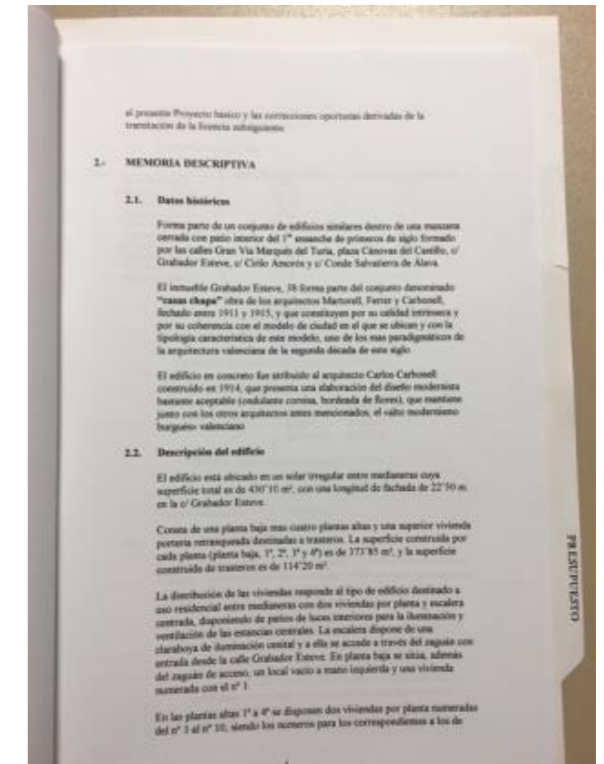 el presente Proyecto básico y las correcciones oportunas derivadas de la
tramitación de la licencia subsiguiente
2.- MEMORIA DESCRIPTIVA
2.1. Datos históricos
Forma parte de un conjunto de edificios similares dentro de una manzana
cerrada con patio interior del 1er ensanche de primeros de siglo formado
por las calles Gran Vía Marqués del Turia, plaza Cánovas del Castillo, c/
Grabador Esteve, c/ Cirilo Amorós y c/ Conde Salvatierra de Álava.
El inmueble Grabador Esteve, 38 forma parte del conjunto denominado
"casas chapa" obra de los arquitectos Martorell, Ferrer y Carbonell,
fechado entre 1911 y 1915, y que constituyen por su calidad intrínseca y
por su coherencia con el modelo de ciudad en el que se ubican y con la
tipología característica de este modelo, uno de los mas paradigmáticos de
la arquitectura valenciana de la segunda década de este siglo.
El edificio en concreto fue atribuido al arquitecto Carlos Carbonell
construido en 1914, que presenta una elaboración del diseño modernista
bastante aceptable (ondulante cornisa, bordeada de flores), que mantiene
junto con los otros arquitectos antes mencionados, el «alto modernismo
burgués» valenciano
2.2. Descripción del edificio
El edificio está ubicado en un solar irregular entre medianeras cuya
superficie total es de 430'10 m², con una longitud de fachada de 22'50 m
en la c/ Grabador Esteve.
Consta de una planta baja mas cuatro plantas altas y una superior vivienda
portería retranqueada destinadas a trasteros. La superficie construida por
cada planta (planta baja, 1ª, 2ª, 3ª y 4ª) es de 373'85 m², y la superficie
construida de trasteros es de 114'20 m²
La distribución de las viviendas responde al tipo de edificio destinado a
uso residencial entre medianeras con dos viviendas por planta y escalera
centrada, disponiendo de patios de luces interiores para la iluminación y
ventilación de las estancias centrales. La escalera dispone de una
claraboya de iluminación cenital y a ella se accede a través del zaguán con
entrada desde la calle Grabador Esteve. En planta baja se sitúa, además
del zaguán de acceso, un local vacío a mano izquierda y una vivienda
numerada con el nº 1.
En las plantas altas 1ª a 4ª se disponen dos viviendas por planta numeradas
del nº 3 al nº 10, siendo los números para los correspondientes a los de
PRESUPUESTO